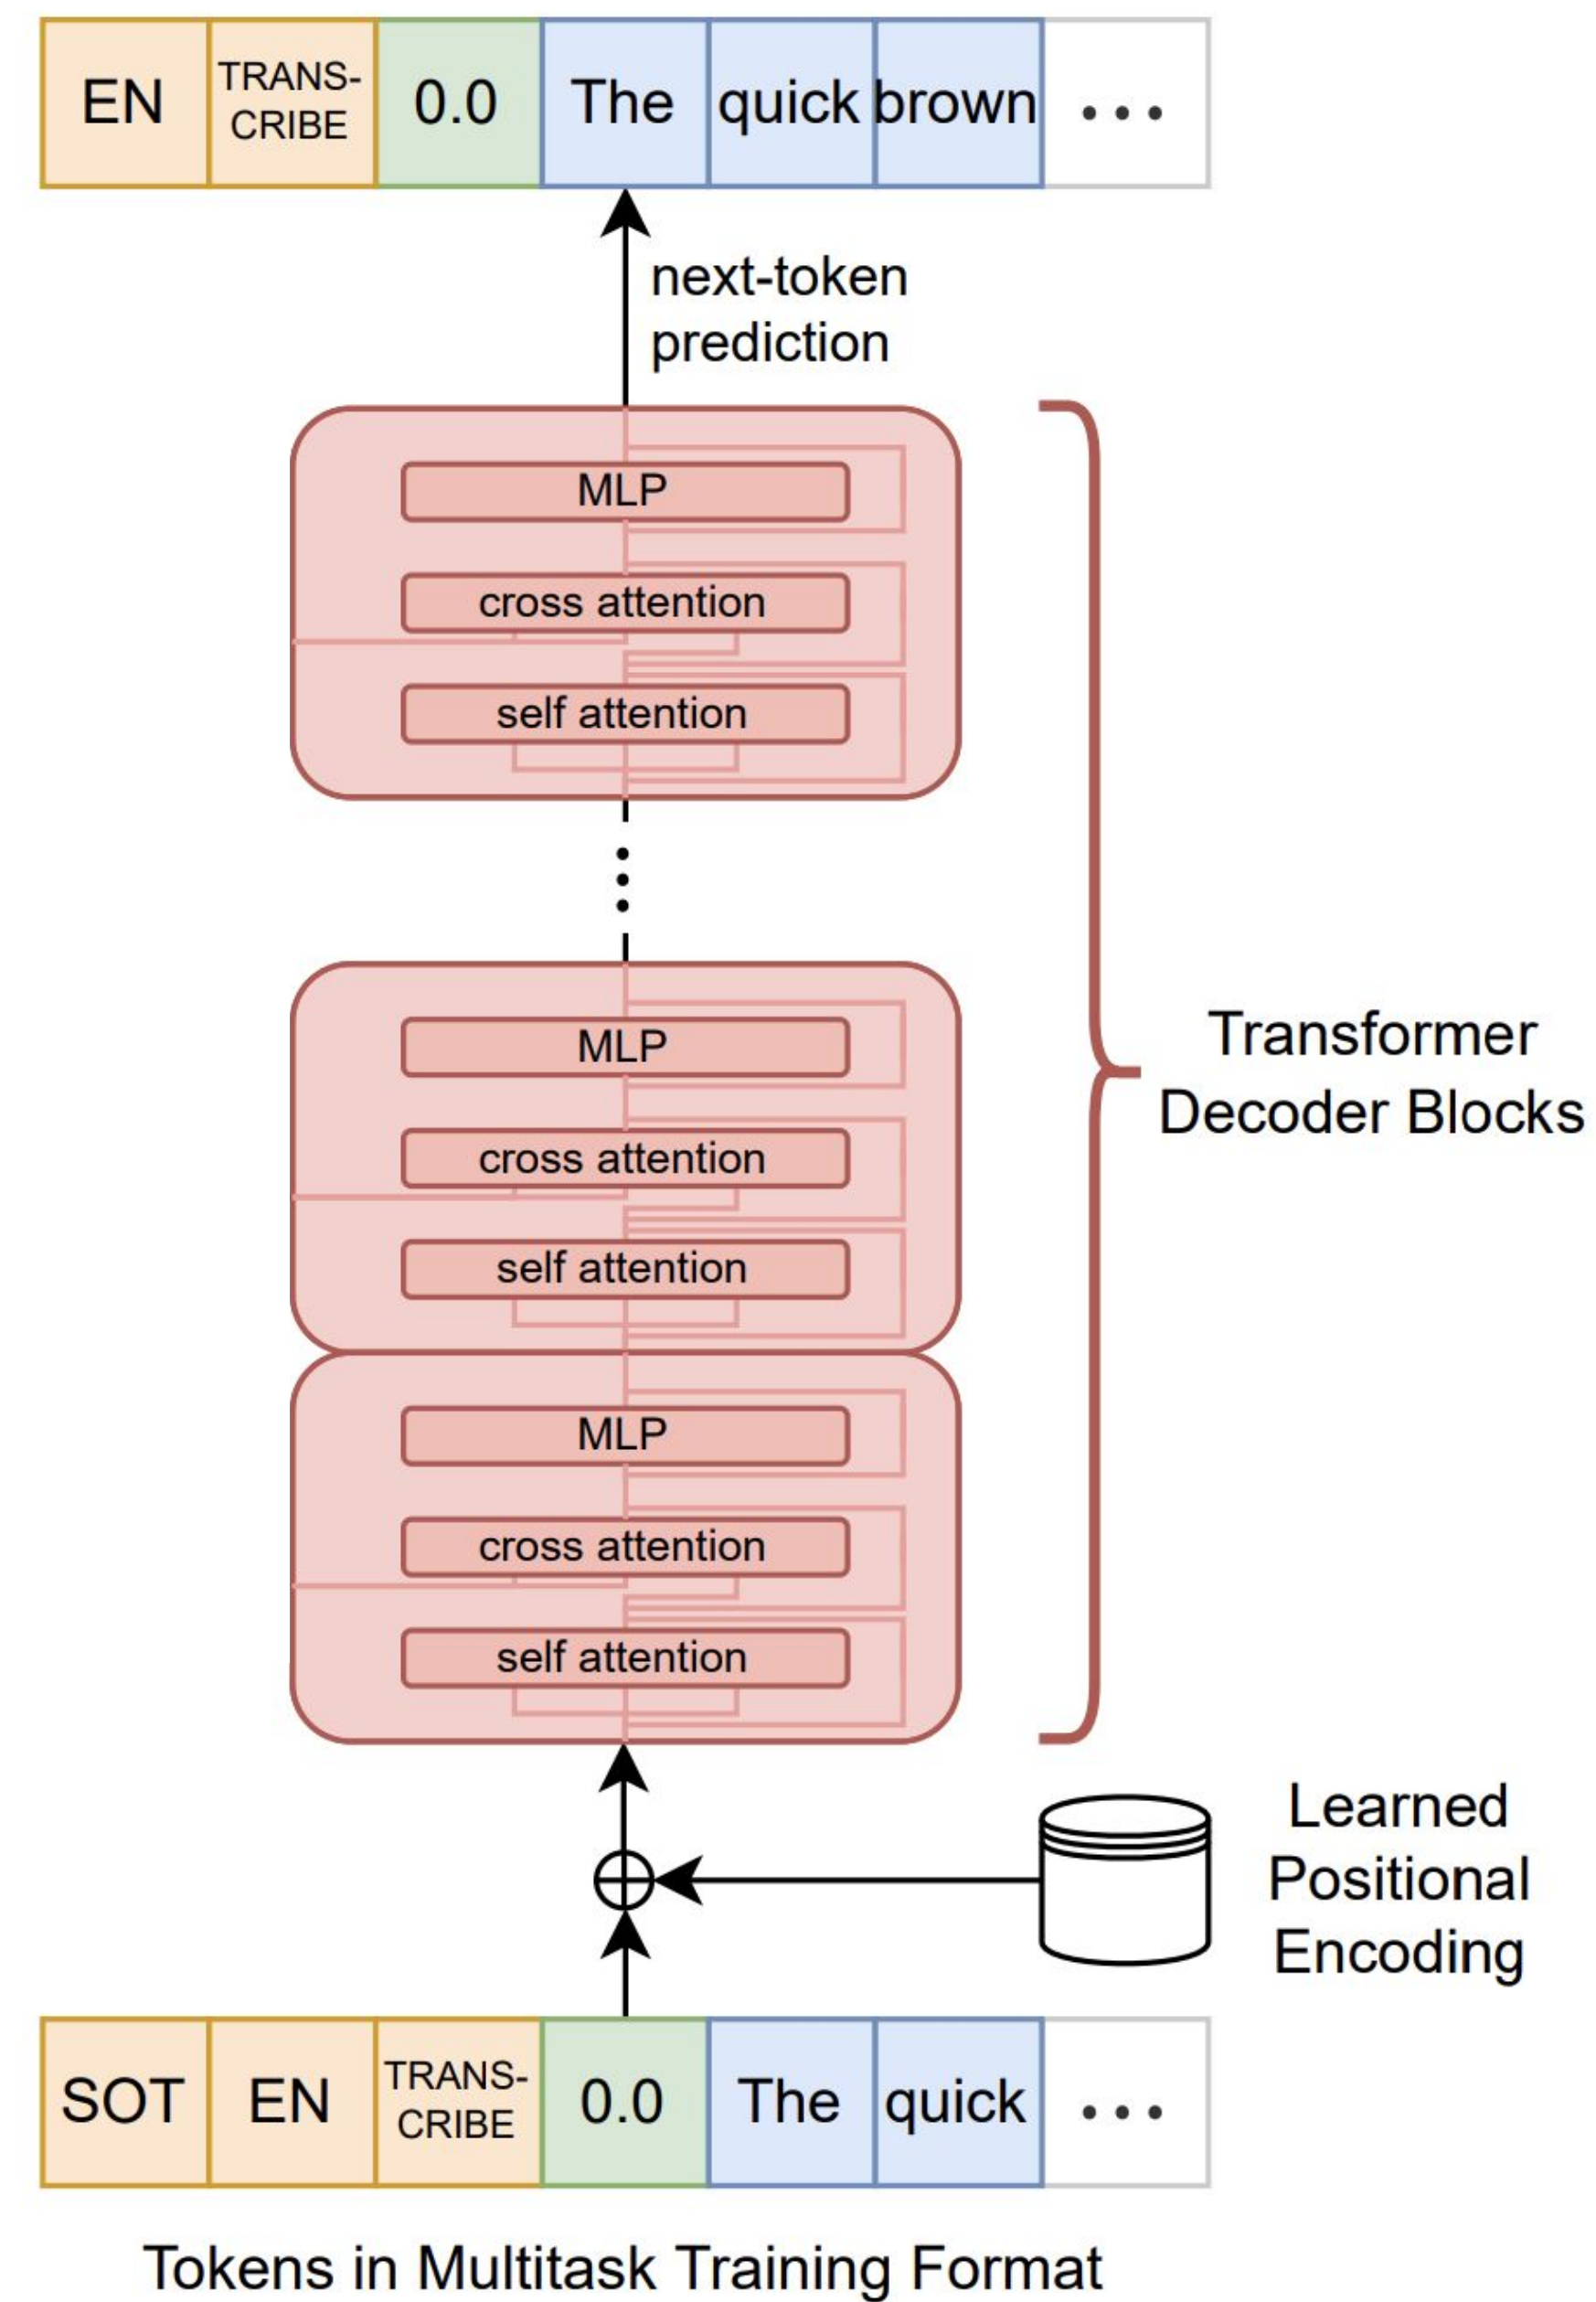 EN TRANS- 0.0 The quick brown ...
CRIBE
next-token
prediction
MLP
cross attention
self attention
MLP
cross attention
self attention
MLP
cross attention
self attention
Transformer
Decoder Blocks
Learned
Positional
Encoding
SOT EN TRANS- 0.0 The quick ...
CRIBE
Tokens in Multitask Training Format